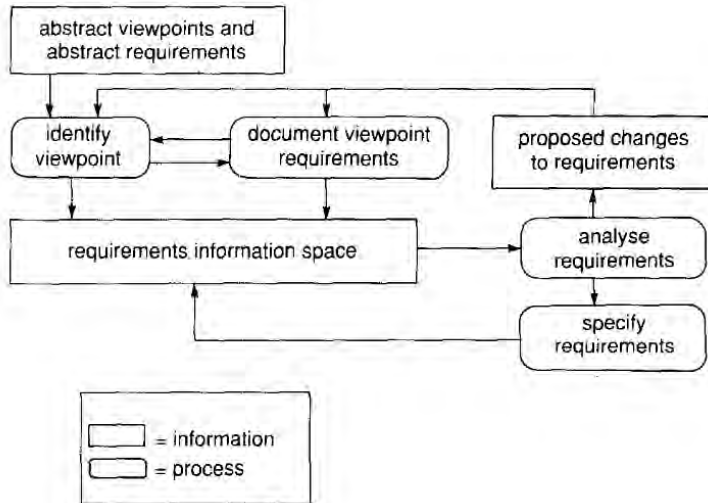 abstract viewpoints and
abstract requirements
identify
viewpoint
document viewpoint
requirements
proposed changes
to requirements
requirements information space
analyse
requirements
specify
requirements
= information
= process